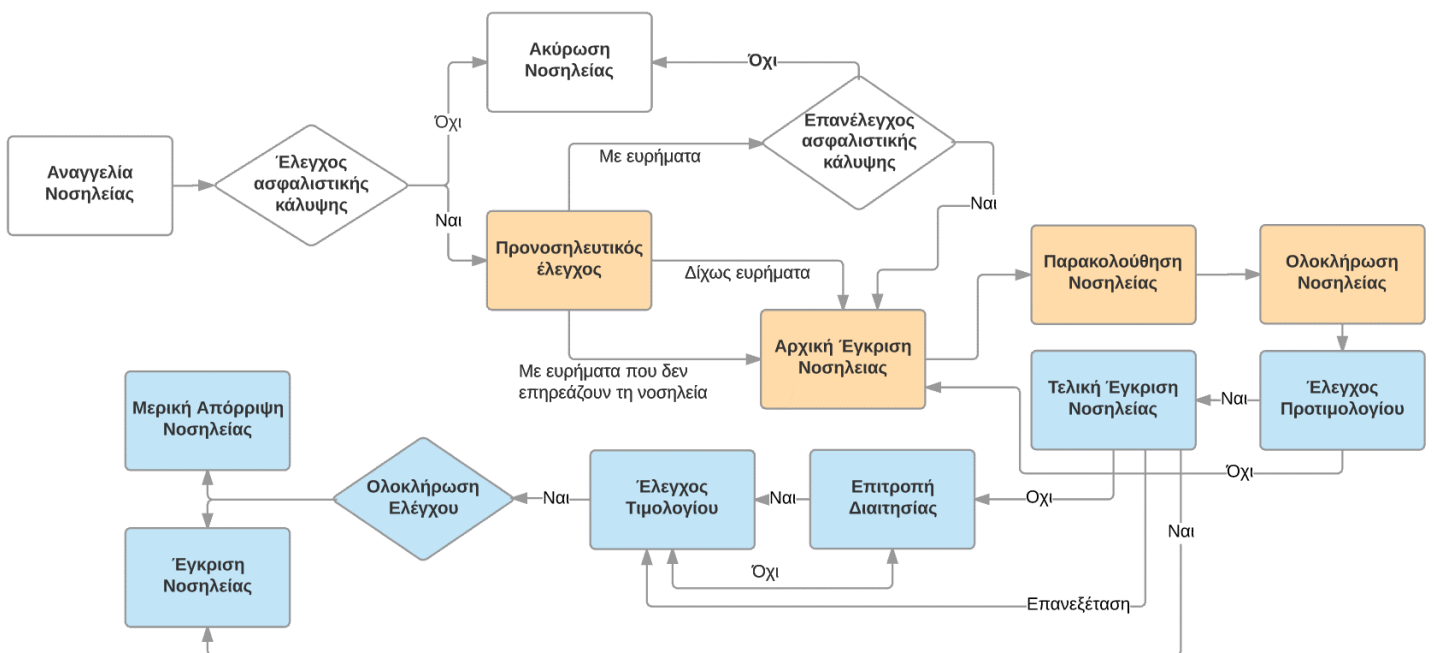 Ακύρωση
Νοσηλείας
Όχι
Επανέλεγχος
ασφαλιστικής
κάλυψης
Όχι
Με ευρήματα
Αναγγελία
Νοσηλείας
Έλεγχος
ασφαλιστικής
κάλυψης
Ναι
Ναι
Προνοσηλευτικός
έλεγχος
Δίχως ευρήματα
Παρακολούθηση
Νοσηλείας
Ολοκλήρωση
Νοσηλείας
Αρχική Έγκριση
Νοσηλειας
Με ευρήματα που δεν
επηρεάζουν τη νοσηλεία
Τελική Έγκριση
Νοσηλείας
Ναι
Έλεγχος
Προτιμολογίου
Όχι
Μερική Απόρριψη
Νοσηλείας
Ολοκλήρωση
Ελέγχου
Ναι
Έλεγχος
Τιμολογίου
Ναι
Επιτροπή
Διαιτησίας
Οχι
Ναι
Όχι
Έγκριση
Νοσηλείας
Επανεξέταση